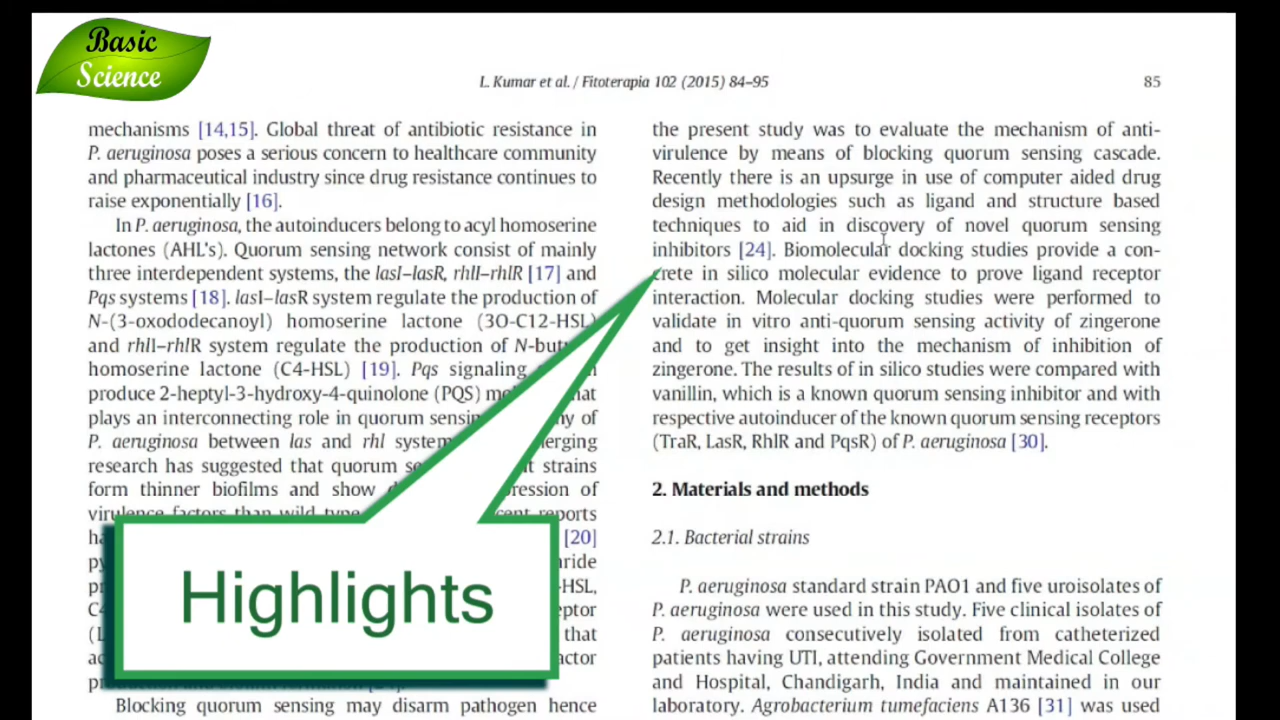 Basic
Science
L. Kumar et al. / Fitoterapia 102 (2015) 84–95
85
mechanisms [14,15]. Global threat of antibiotic resistance in
P. aeruginosa poses a serious concern to healthcare community
and pharmaceutical industry since drug resistance continues to
raise exponentially [16].
In P. aeruginosa, the autoinducers belong to acyl homoserine
lactones (AHL's). Quorum sensing network consist of mainly
three interdependent systems, the lasI–lasR, rhlI–rhlR [17] and
Pqs systems [18]. lasI–lasR system regulate the production of
N-(3-oxododecanoyl) homoserine lactone (3O-C12-HSL)
and rhlI–rhlR system regulate the production of
homoserine lactone (C4-HSL) [19]. Pqs signaling
produce 2-heptyl-3-hydroxy-4-quinolone (PQS)
plays an interconnecting role in quorum of
P. aeruginosa between las and rhl
research has suggested that quorum strains
form thinner biofilms and show of
virulence factors than wild type reports
[20]
that
Blocking quorum sensing may disarm pathogen hence
Highlights
the present study was to evaluate the mechanism of anti-
virulence by means of blocking quorum sensing cascade.
Recently there is an upsurge in use of computer aided drug
design methodologies such as ligand and structure based
techniques to aid in discovery of novel quorum sensing
inhibitors [24]. Biomolecular docking studies provide a con-
crete in silico molecular evidence to prove ligand receptor
interaction. Molecular docking studies were performed to
validate in vitro anti-quorum sensing activity of zingerone
and to get insight into the mechanism of inhibition of
zingerone. The results of in silico studies were compared with
vanillin, which is a known quorum sensing inhibitor and with
respective autoinducer of the known quorum sensing receptors
(TraR, LasR, RhlR and PqsR) of P. aeruginosa [30].
2. Materials and methods
2.1. Bacterial strains
P. aeruginosa standard strain PAO1 and five uroisolates of
P. aeruginosa were used in this study. Five clinical isolates of
P. aeruginosa consecutively isolated from catheterized
patients having UTI, attending Government Medical College
and Hospital, Chandigarh, India and maintained in our
laboratory. Agrobacterium tumefaciens A136 [31] was used